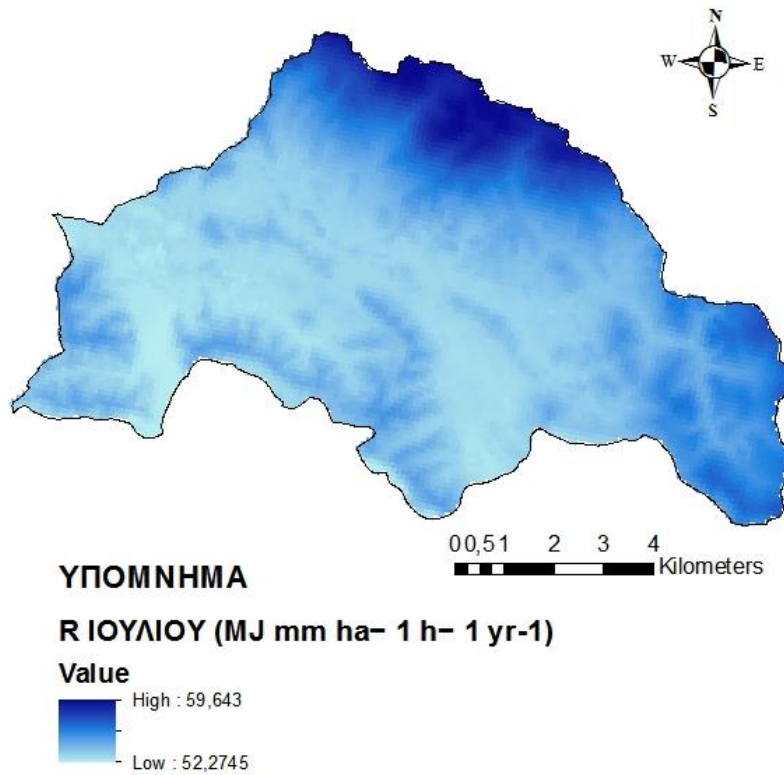 N
W E
S
0 0,5 1 2 3 4
Kilometers
ΥΠΟΜΝΗΜΑ
R ΙΟΥΛΙΟΥ (MJ mm ha− 1 h− 1 yr-1)
Value
High : 59,643
Low : 52,2745